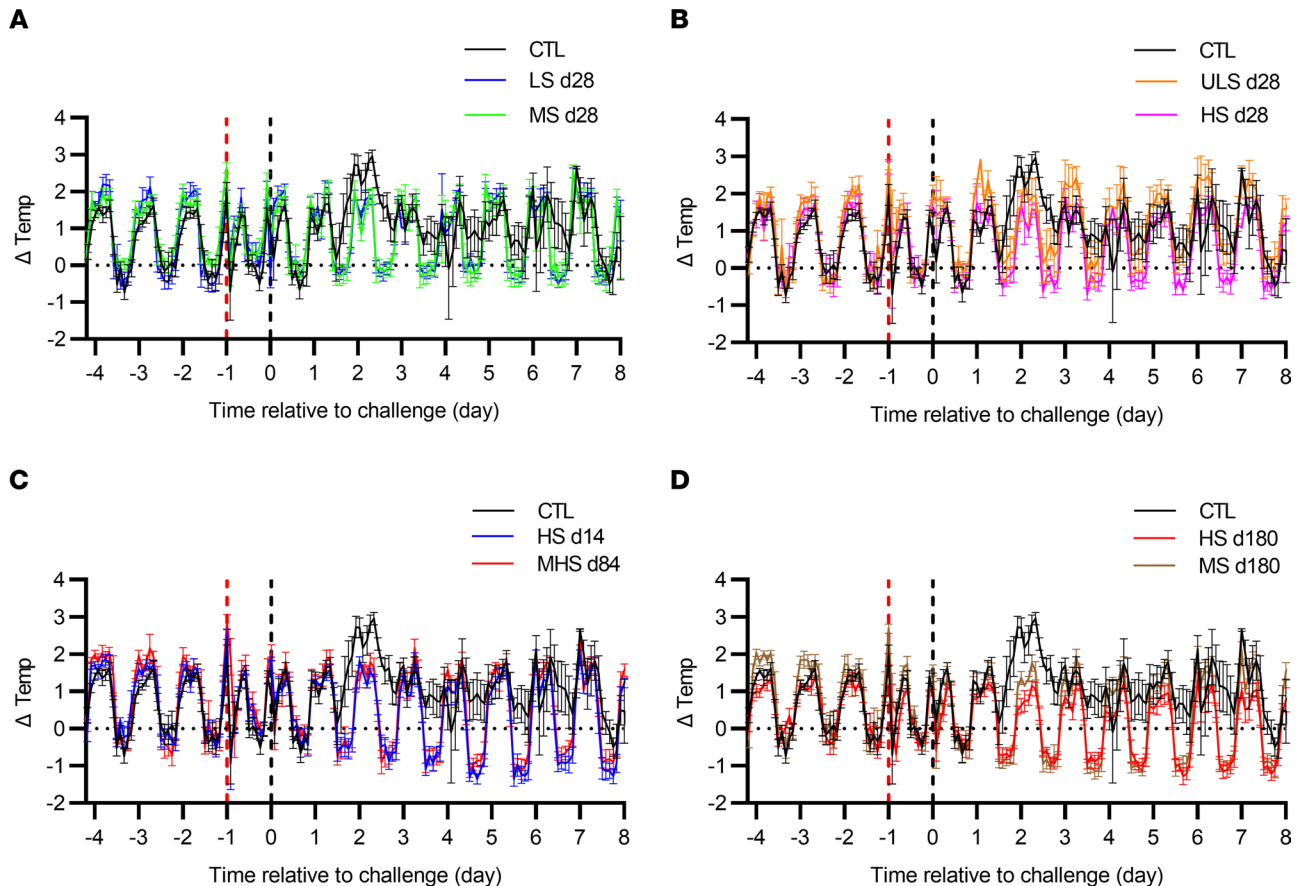 A
CTL
LS d28
MS d28
4
3
2
1
0
-1
-2
Δ Temp
-4 -3 -2 -1 0 1 2 3 4 5 6 7 8
Time relative to challenge (day)
B
CTL
ULS d28
HS d28
4
3
2
1
0
-1
-2
Δ Temp
-4 -3 -2 -1 0 1 2 3 4 5 6 7 8
Time relative to challenge (day)
C
CTL
HS d14
MHS d84
4
3
2
1
0
-1
-2
Δ Temp
-4 -3 -2 -1 0 1 2 3 4 5 6 7 8
Time relative to challenge (day)
D
CTL
HS d180
MS d180
4
3
2
1
0
-1
-2
Δ Temp
-4 -3 -2 -1 0 1 2 3 4 5 6 7 8
Time relative to challenge (day)